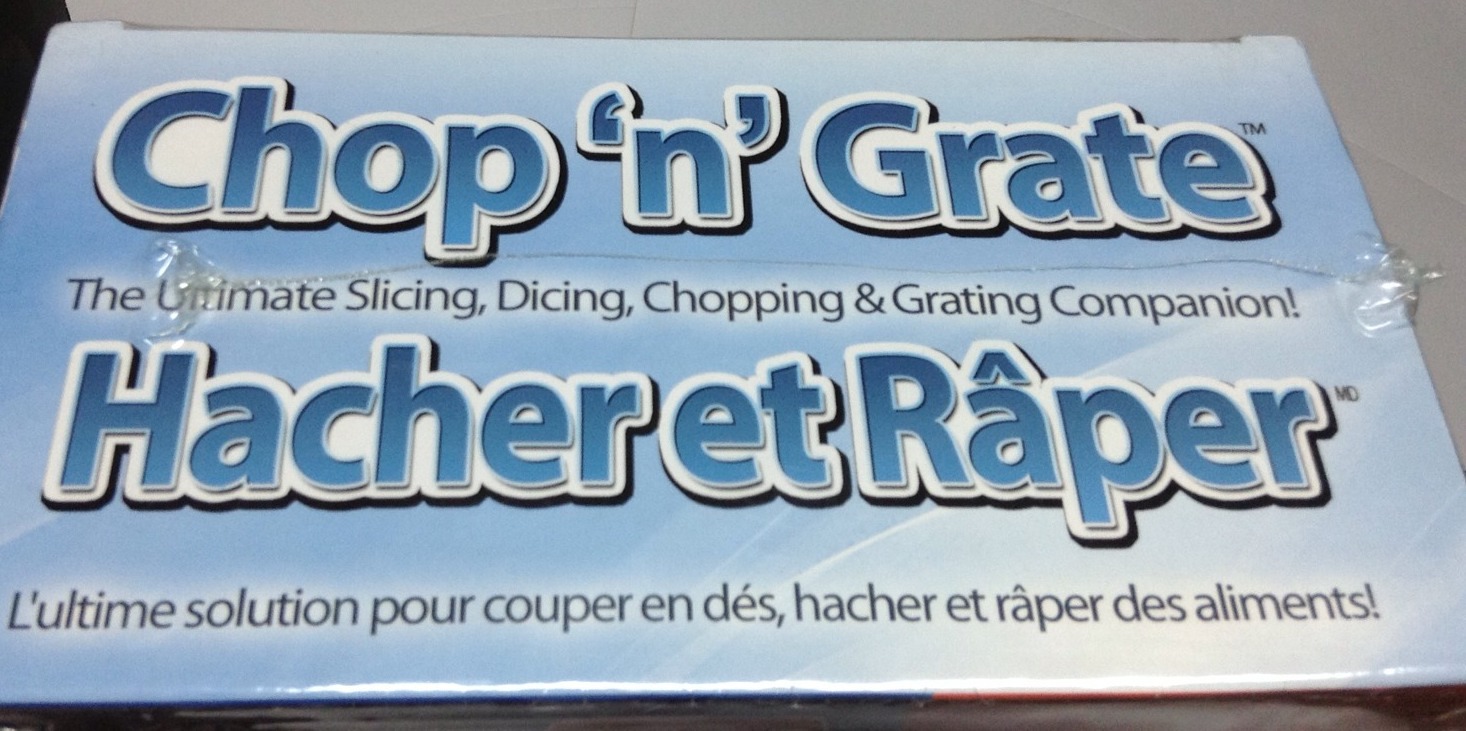 Chop ‘n’ Grate™
The Ultimate Slicing, Dicing, Chopping & Grating Companion!
Hacher et Râper MD
L'ultime solution pour couper en dés, hacher et râper des aliments!